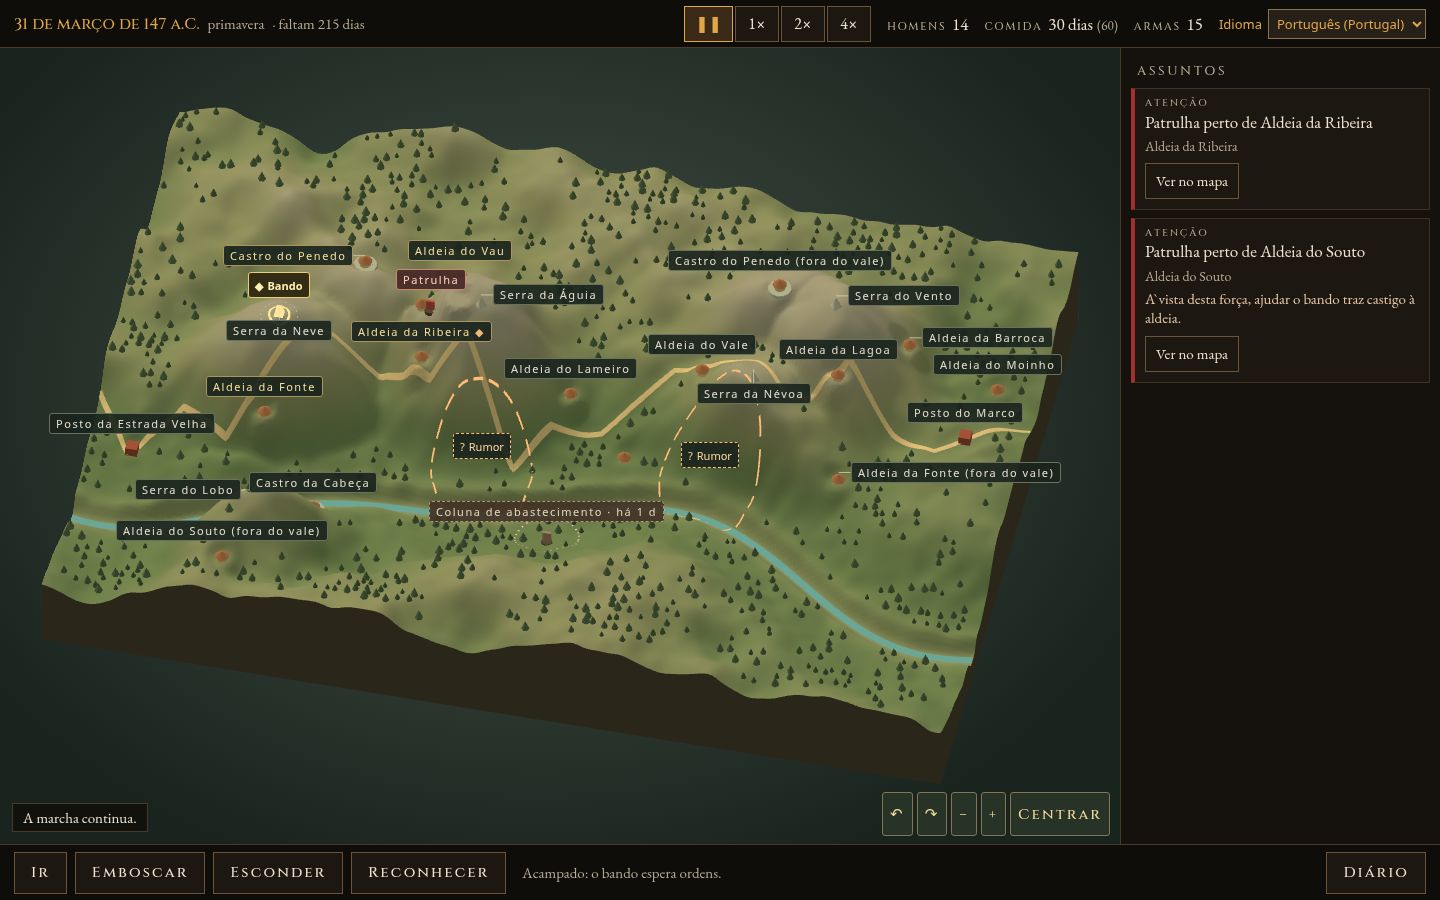 31 DE MARÇO DE 147 A.C. primavera · faltam 215 dias
1× 2× 4×
HOMENS 14 COMIDA 30 dias (60) ARMAS 15
Idioma Português (Portugal)
ASSUNTOS
ATENÇÃO
Patrulha perto de Aldeia da Ribeira
Aldeia da Ribeira
Ver no mapa
ATENÇÃO
Patrulha perto de Aldeia do Souto
Aldeia do Souto
À vista desta força, ajudar o bando traz castigo à
aldeia.
Ver no mapa
Castro do Penedo
Aldeia do Vau
Castro do Penedo (fora do vale)
◆ Bando
Patrulha
Serra da Águia
Serra do Vento
Serra da Neve
Aldeia da Ribeira ◆
Aldeia do Vale
Aldeia da Lagoa
Aldeia da Barroca
Aldeia do Moinho
Aldeia do Lameiro
Aldeia da Fonte
Serra da Névoa
Posto da Estrada Velha
Posto do Marco
? Rumor
? Rumor
Aldeia da Fonte (fora do vale)
Serra do Lobo
Castro da Cabeça
Coluna de abastecimento · há 1 d
Aldeia do Souto (fora do vale)
A marcha continua.
↶ ↷ − + CENTRAR
IR EMBOSCAR ESCONDER RECONHECER Acampado: o bando espera ordens. DIÁRIO